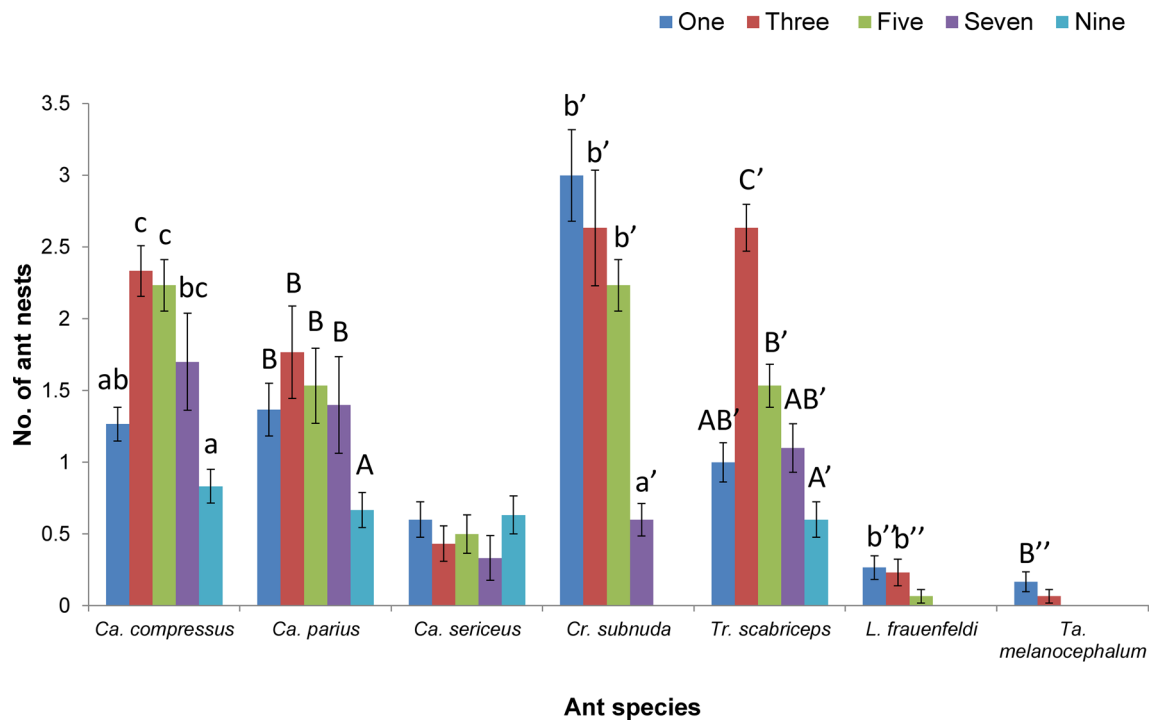 One Three Five Seven Nine
No. of ant nests
3.5
3
2.5
2
1.5
1
0.5
0
ab c c bc a
B B B B A
b’ b’ b’ a’
AB’ C’ B’ AB’ A’
b’’ b’’
B’’
Ca. compressus Ca. parius Ca. sericeus Cr. subnuda Tr. scabriceps L. frauenfeldi Ta.
melanocephalum
Ant species